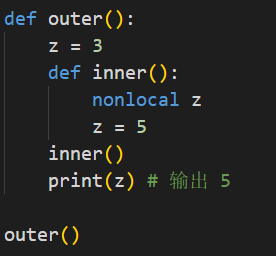 def outer():
    z = 3
    def inner():
        nonlocal z
        z = 5
    inner()
    print(z) # 输出 5

outer()